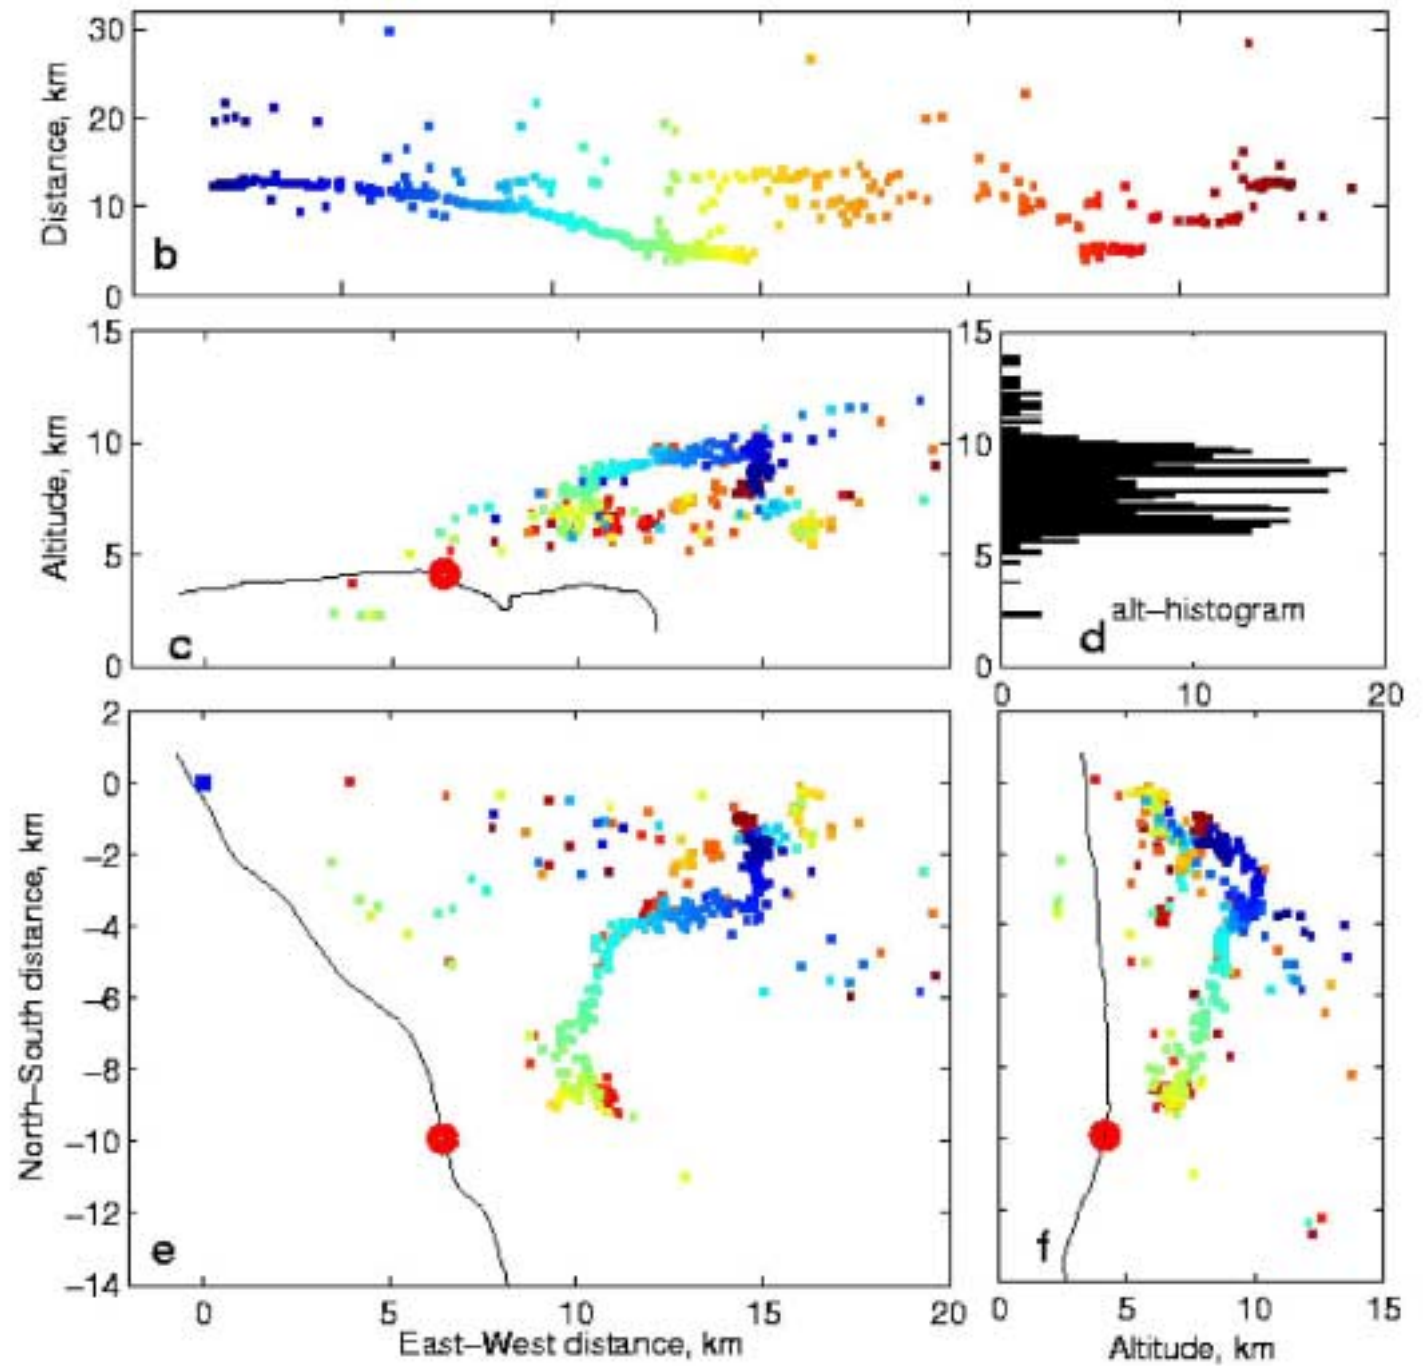 30
20
10
0
Distance, km
b
15
10
5
0
Altitude, km
c
15
10
5
0
alt–histogram
d
0 10 20
2
0
−2
−4
−6
−8
−10
−12
−14
North–South distance, km
e
f
0 5 10 15 20
East–West distance, km
0 5 10 15
Altitude, km